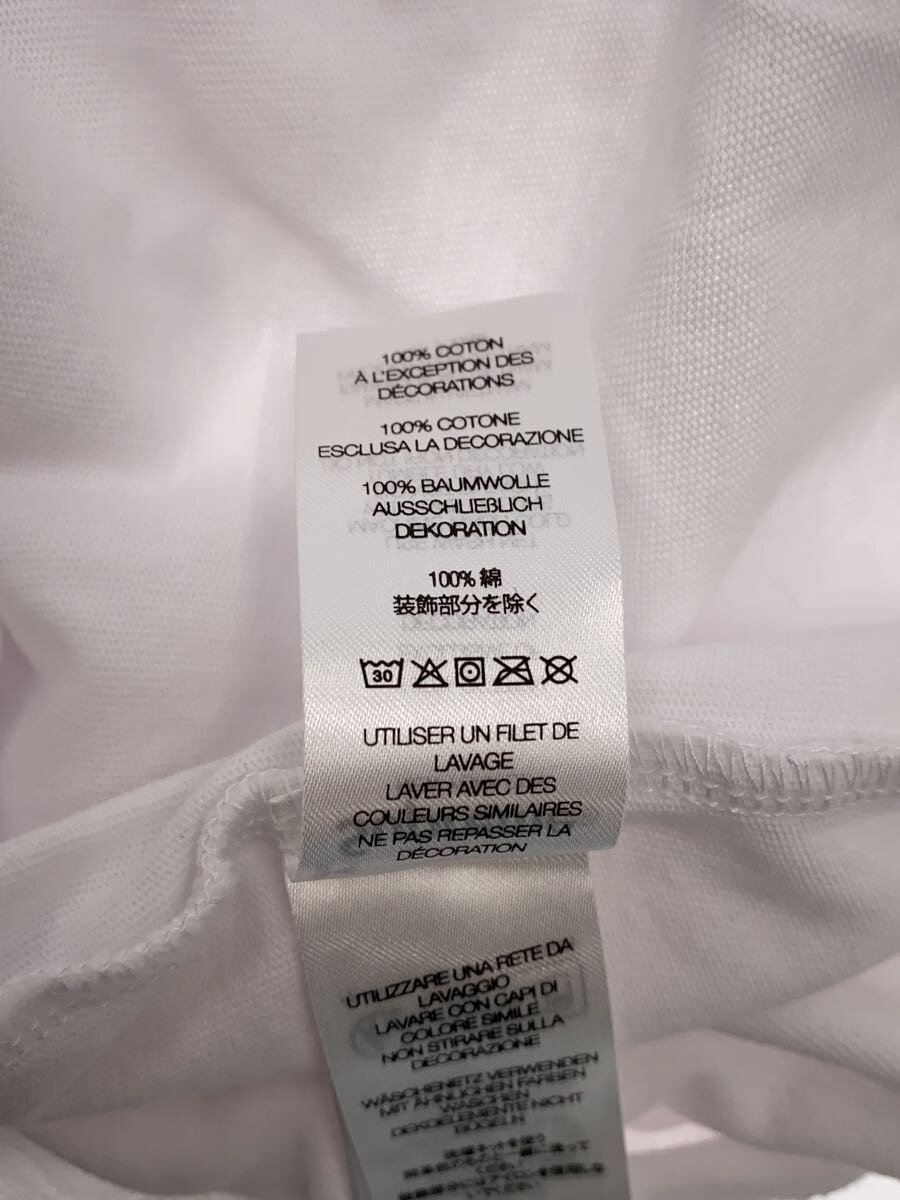 100% COTON
À L'EXCEPTION DES
DÉCORATIONS
100% COTONE
ESCLUSA LA DECORAZIONE
100% BAUMWOLLE
AUSSCHLIEßLICH
DEKORATION
100% 綿
装飾部分を除く
30
UTILISER UN FILET DE
LAVAGE
LAVER AVEC DES
COULEURS SIMILAIRES
NE PAS REPASSER LA
DÉCORATION
UTILIZZARE UNA RETE DA
LAVAGGIO
LAVARE CON CAPI DI
COLORE SIMILE
NON STIRARE SULLA
DECORAZIONE
WÄSCHENETZ VERWENDEN
MIT ÄHNLICHEN FARBEN
WASCHEN
DEKOELEMENTE NICHT
BÜGELN